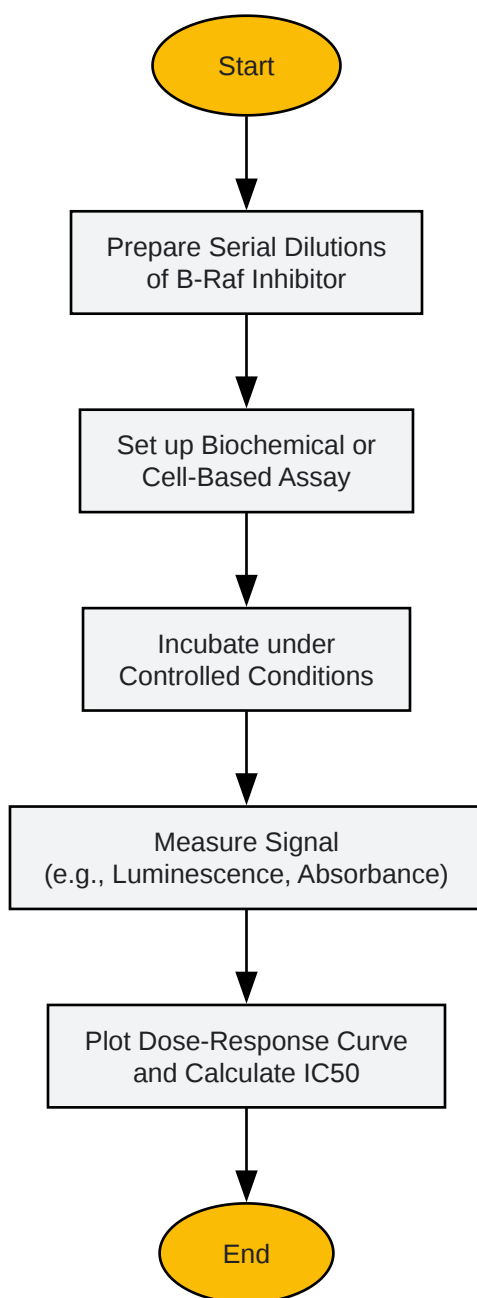 Start
Prepare Serial Dilutions
of B-Raf Inhibitor
Set up Biochemical or
Cell-Based Assay
Incubate under
Controlled Conditions
Measure Signal
(e.g., Luminescence, Absorbance)
Plot Dose-Response Curve
and Calculate IC50
End